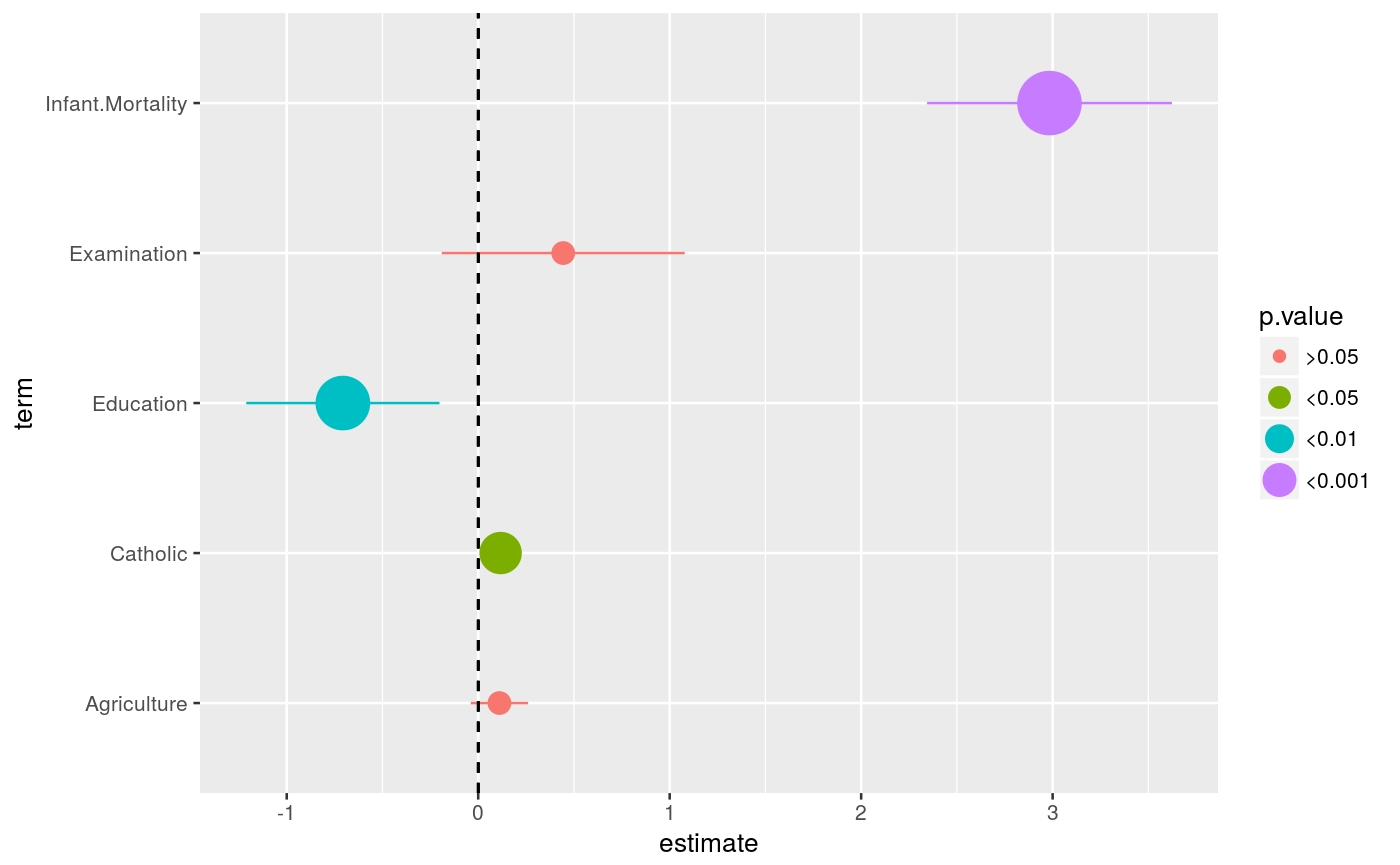 Infant.Mortality
Examination
Education
Catholic
Agriculture
term
-1 0 1 2 3
estimate
p.value
>0.05
<0.05
<0.01
<0.001